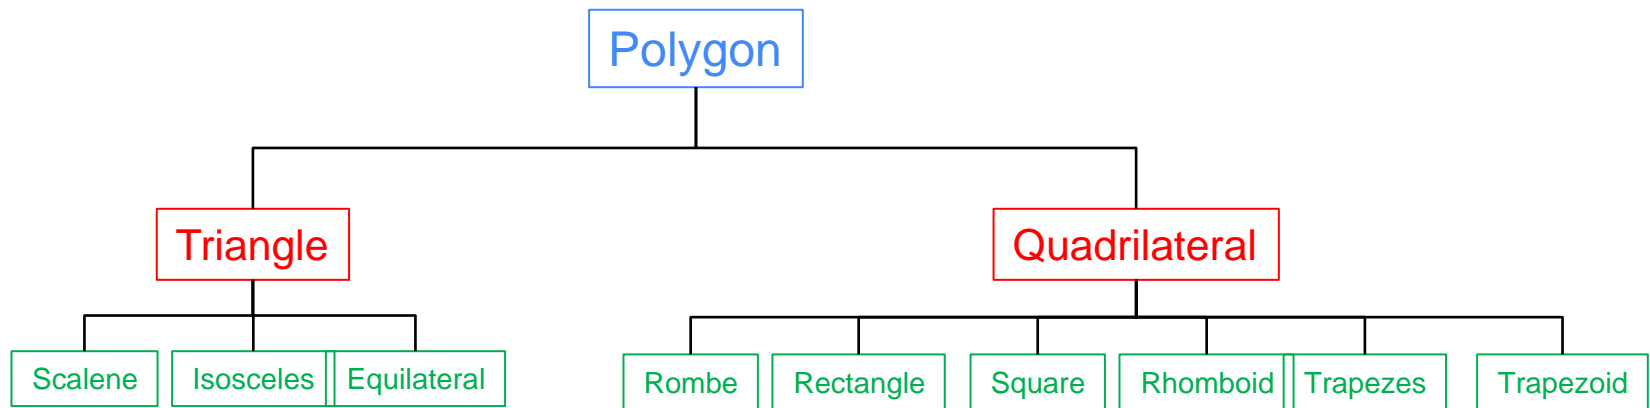 Polygon
Triangle
Quadrilateral
Scalene
Isosceles
Equilateral
Rombe
Rectangle
Square
Rhomboid
Trapezes
Trapezoid